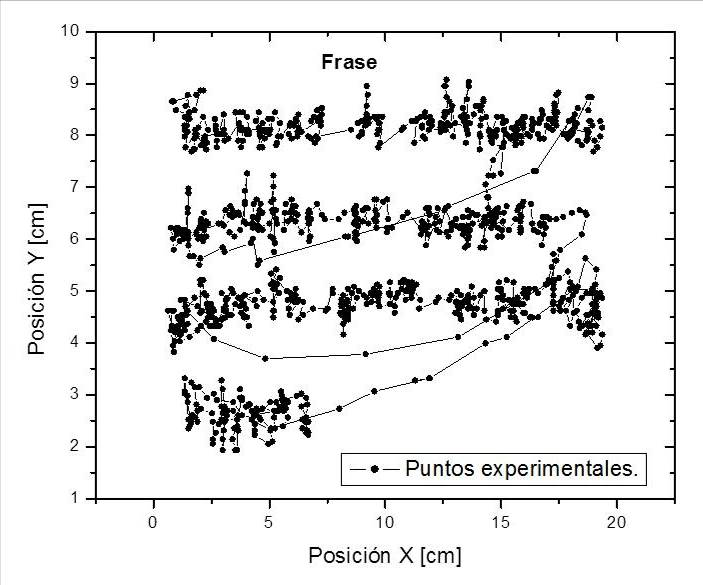 Frase
10
9
8
7
6
5
4
3
2
1
Posición Y [cm]
0 5 10 15 20
Posición X [cm]
Puntos experimentales.